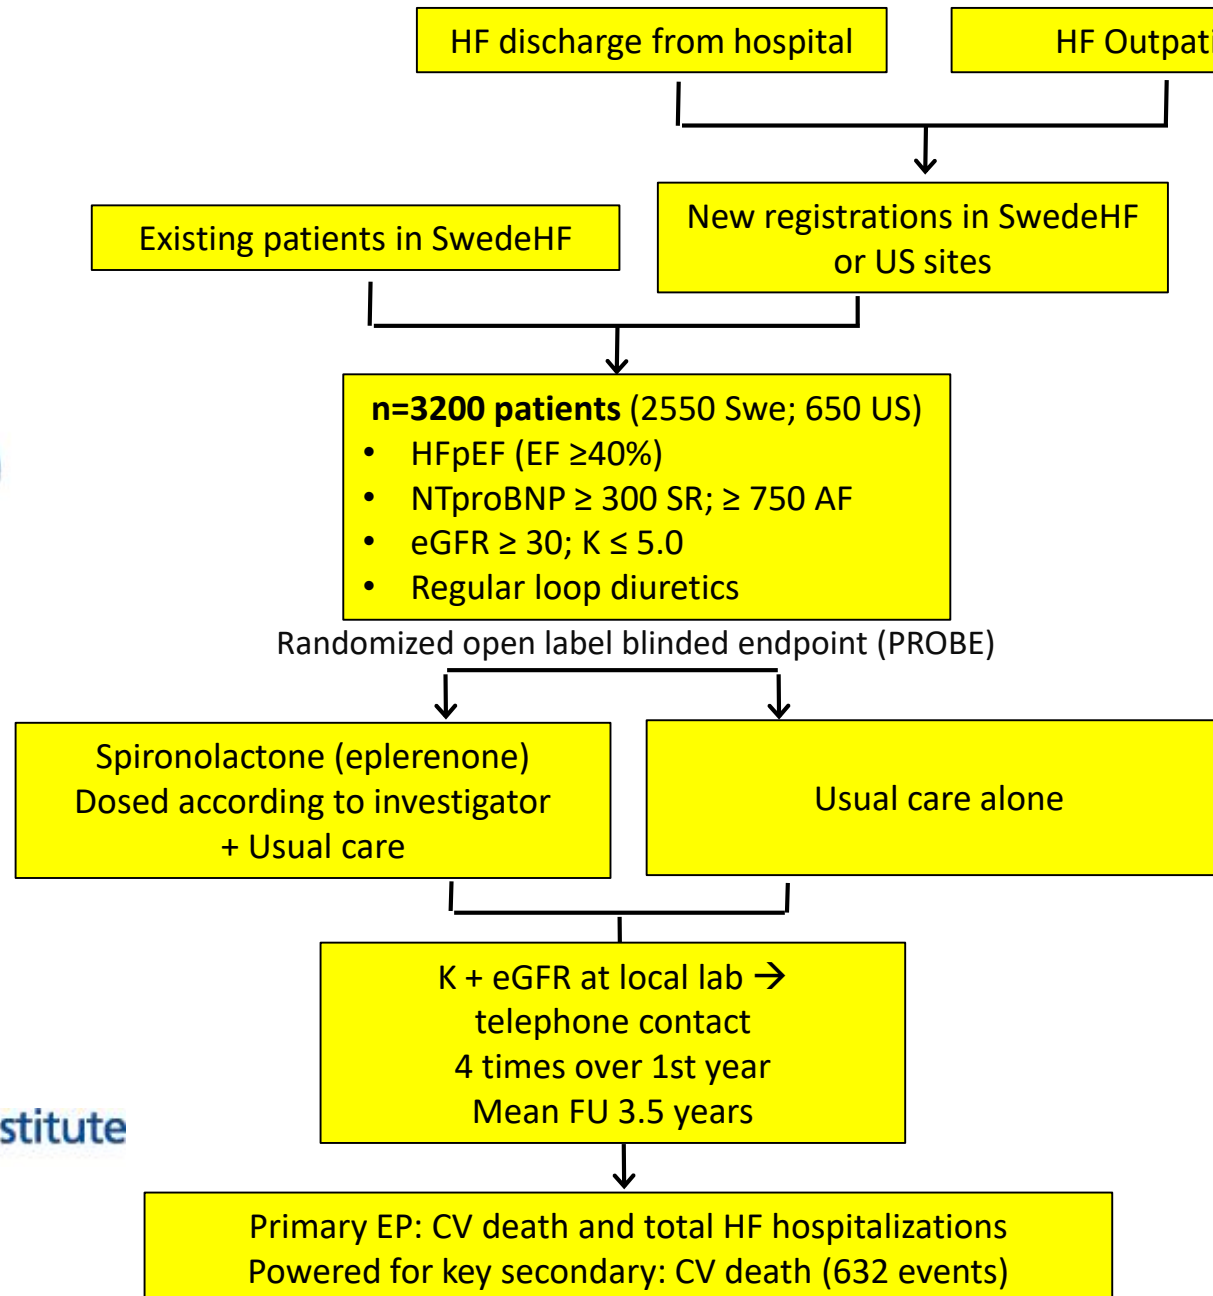 HF discharge from hospital
HF Outpati
Existing patients in SwedeHF
New registrations in SwedeHF
or US sites
n=3200 patients (2550 Swe; 650 US)
• HFpEF (EF ≥40%)
• NTproBNP ≥ 300 SR; ≥ 750 AF
• eGFR ≥ 30; K ≤ 5.0
• Regular loop diuretics
Randomized open label blinded endpoint (PROBE)
Spironolactone (eplerenone)
Dosed according to investigator
+ Usual care
Usual care alone
K + eGFR at local lab →
telephone contact
4 times over 1st year
Mean FU 3.5 years
stitute
Primary EP: CV death and total HF hospitalizations
Powered for key secondary: CV death (632 events)